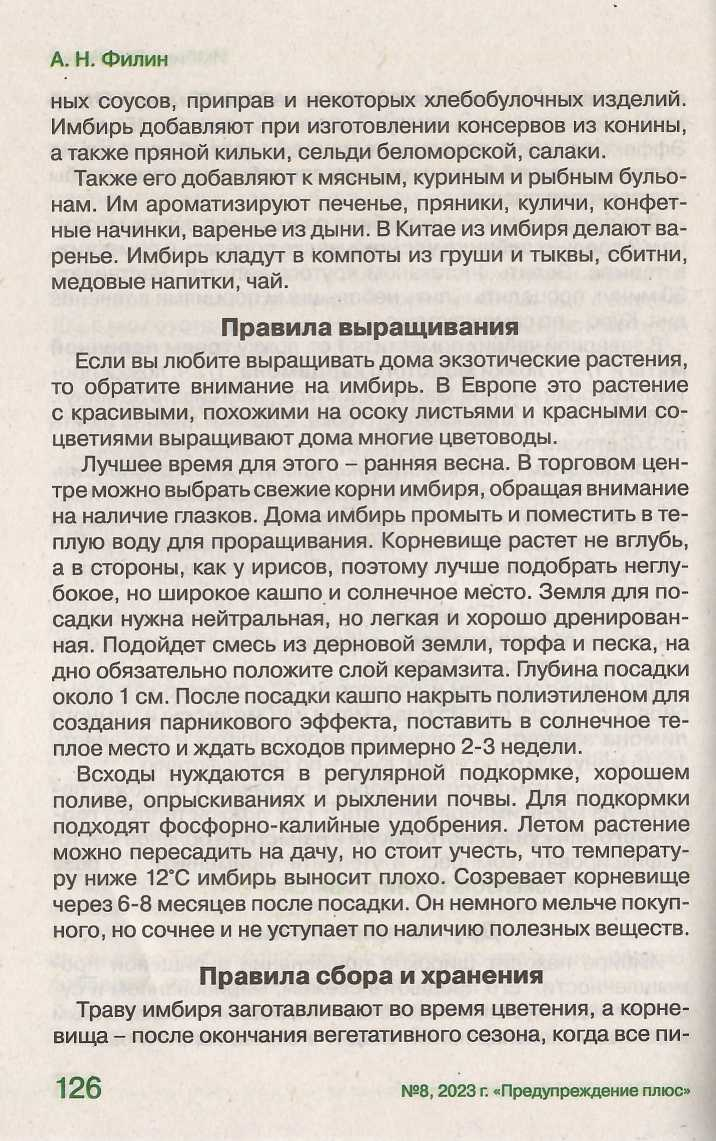 А. Н. Филин
ных соусов, приправ и некоторых хлебобулочных изделий.
Имбирь добавляют при изготовлении консервов из конины,
а также пряной кильки, сельди беломорской, салаки.
Также его добавляют к мясным, куриным и рыбным бульо-
нам. Им ароматизируют печенье, пряники, куличи, конфет-
ные начинки, варенье из дыни. В Китае из имбиря делают ва-
ренье. Имбирь кладут в компоты из груши и тыквы, сбитни,
медовые напитки, чай.
Правила выращивания
Если вы любите выращивать дома экзотические растения,
то обратите внимание на имбирь. В Европе это растение
с красивыми, похожими на осоку листьями и красными со-
цветиями выращивают дома многие цветоводы.
Лучшее время для этого – ранняя весна. В торговом цен-
тре можно выбрать свежие корни имбиря, обращая внимание
на наличие глазков. Дома имбирь промыть и поместить в те-
плую воду для проращивания. Корневище растет не вглубь,
а в стороны, как у ирисов, поэтому лучше подобрать неглу-
бокое, но широкое кашпо и солнечное место. Земля для по-
садки нужна нейтральная, но легкая и хорошо дренирован-
ная. Подойдет смесь из дерновой земли, торфа и песка, на
дно обязательно положите слой керамзита. Глубина посадки
около 1 см. После посадки кашпо накрыть полиэтиленом для
создания парникового эффекта, поставить в солнечное те-
плое место и ждать всходов примерно 2-3 недели.
Всходы нуждаются в регулярной подкормке, хорошем
поливе, опрыскиваниях и рыхлении почвы. Для подкормки
подходят фосфорно-калийные удобрения. Летом растение
можно пересадить на дачу, но стоит учесть, что температу-
ру ниже 12°С имбирь выносит плохо. Созревает корневище
через 6-8 месяцев после посадки. Он немного мельче покуп-
ного, но сочнее и не уступает по наличию полезных веществ.
Правила сбора и хранения
Траву имбиря заготавливают во время цветения, а корне-
вища – после окончания вегетативного сезона, когда все пи-
126
№8, 2023 г. «Предупреждение плюс»